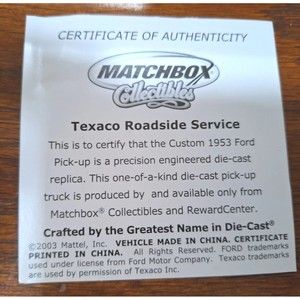 CERTIFICATE OF AUTHENTICITY
MATCHBOX®
Collectibles
Texaco Roadside Service
This is to certify that the Custom 1953 Ford
Pick-up is a precision engineered die-cast
replica. This one-of-a-kind die-cast pick-up
truck is produced by and available only from
Matchbox® Collectibles and RewardCenter.
Crafted by the Greatest Name in Die-Cast®
©2003 Mattel, Inc. VEHICLE MADE IN CHINA. CERTIFICATE
PRINTED IN CHINA. All Rights Reserved. FORD trademarks
used under license from Ford Motor Company. Texaco trademarks
are used by permission of Texaco Inc.